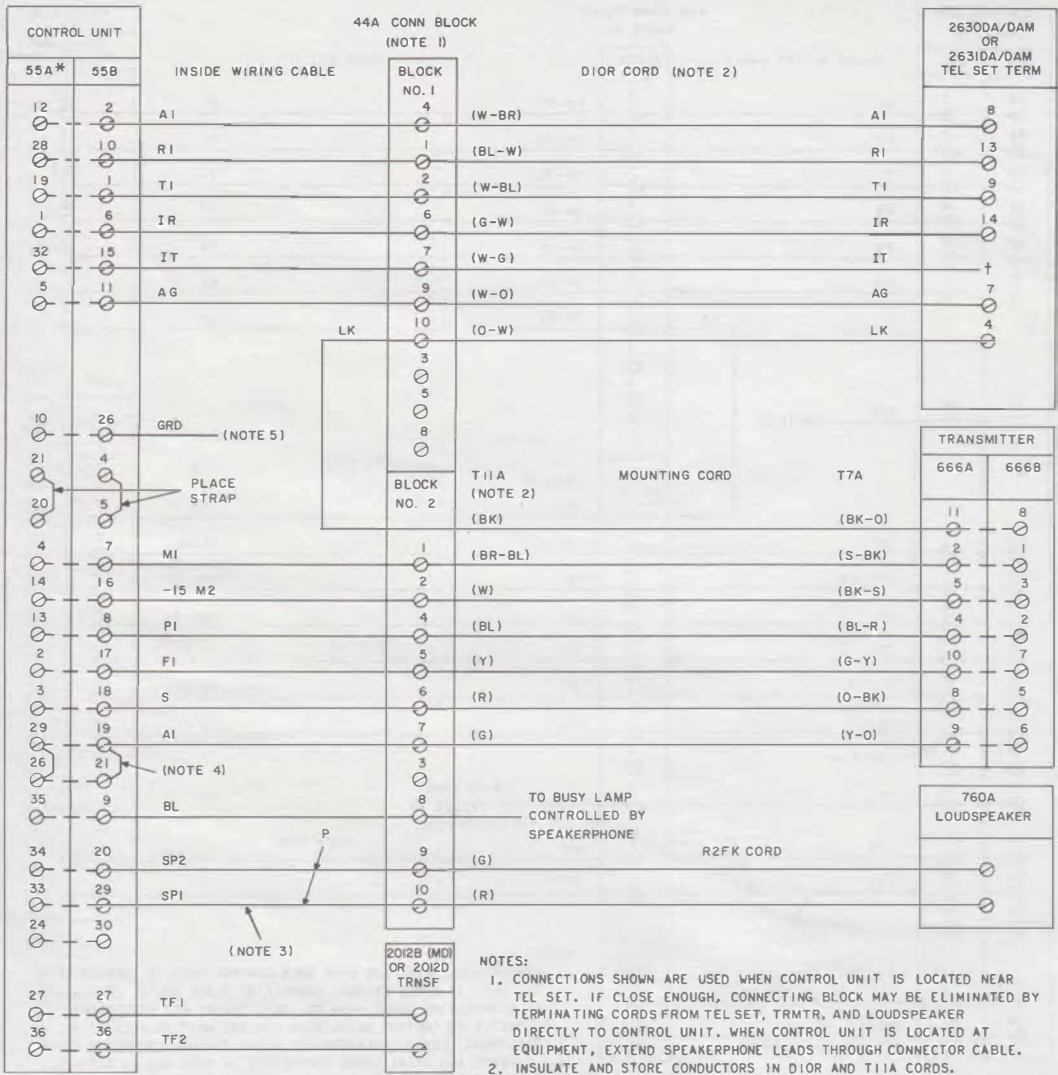 CONTROL UNIT
44A CONN BLOCK
(NOTE 1)
2630DA/DAM
OR
2631DA/DAM
TEL SET TERM
55A* 55B INSIDE WIRING CABLE BLOCK NO. 1 DIOR CORD (NOTE 2)
12 2 A1 4 (W-BR) A1 8
28 10 R1 1 (BL-W) R1 13
19 1 T1 2 (W-BL) T1 9
1 6 IR 6 (G-W) IR 14
32 15 IT 7 (W-G) IT †
5 11 AG 9 (W-O) AG 7
LK 10 (O-W) LK 4
3
5
8
10 26 GRD (NOTE 5)
21 4
PLACE
STRAP
20 5
BLOCK
NO. 2
T11A
(NOTE 2)
MOUNTING CORD
T7A
TRANSMITTER
666A 666B
(BK) (BK-O) 11 8
4 7 M1 1 (BR-BL) (S-BK) 2 1
14 16 -15 M2 2 (W) (BK-S) 5 3
13 8 P1 4 (BL) (BL-R) 4 2
2 17 F1 5 (Y) (G-Y) 10 7
3 18 S 6 (R) (O-BK) 8 5
29 19 A1 7 (G) (Y-O) 9 6
26 21 (NOTE 4) 3
35 9 BL 8
TO BUSY LAMP
CONTROLLED BY
SPEAKERPHONE
760A
LOUDSPEAKER
P
34 20 SP2 9 (G) R2FK CORD
33 29 SP1 10 (R)
24 30
(NOTE 3)
2012B (MD)
OR 2012D
TRNSF
27 27 TF1
36 36 TF2
NOTES:
1. CONNECTIONS SHOWN ARE USED WHEN CONTROL UNIT IS LOCATED NEAR
TEL SET. IF CLOSE ENOUGH, CONNECTING BLOCK MAY BE ELIMINATED BY
TERMINATING CORDS FROM TEL SET, TRMTR, AND LOUDSPEAKER
DIRECTLY TO CONTROL UNIT. WHEN CONTROL UNIT IS LOCATED AT
EQUIPMENT, EXTEND SPEAKERPHONE LEADS THROUGH CONNECTOR CABLE.
2. INSULATE AND STORE CONDUCTORS IN DIOR AND T11A CORDS.